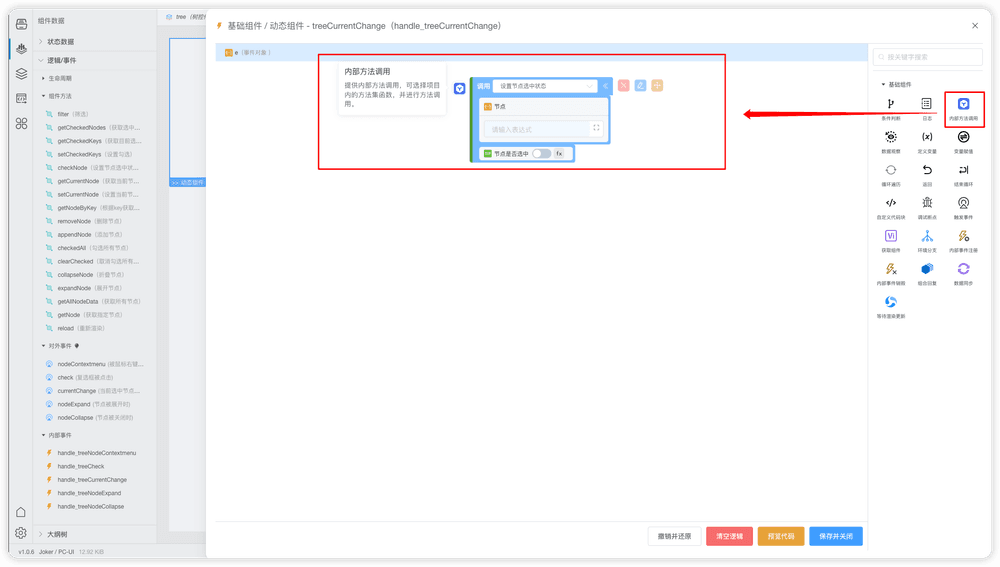 组件数据
tree
状态数据
逻辑/事件
生命周期
组件方法
filter（筛选）
getCheckedNodes（获取选中...
getCheckedKeys（获取目前选...
setCheckedKeys（设置勾选）
checkNode（设置节点选中状...
getCurrentNode（获取当前节...
setCurrentNode（设置当前节...
getNodeByKey（根据key获取...
removeNode（删除节点）
appendNode（添加节点）
checkedAll（勾选所有节点）
clearChecked（取消勾选所有...
collapseNode（折叠节点）
expandNode（展开节点）
getAllNodeData（获取所有节点）
getNode（获取指定节点）
reload（重新渲染）
对外事件
nodeContextmenu (被鼠标右键...
check (复选框被点击)
currentChange (当前选中节点...
nodeExpand (节点被展开时)
nodeCollapse (节点被关闭时)
内部事件
handle_treeNodeContextmenu
handle_treeCheck
handle_treeCurrentChange
handle_treeNodeExpand
handle_treeNodeCollapse
大纲树
v1.0.6 Joker / PC-UI 12.92 KiB
>> 动态组件
基础组件 / 动态组件 - treeCurrentChange（handle_treeCurrentChange）
e（事件对象）
内部方法调用
提供内部方法调用，可选择项目
内的方法集函数，并进行方法调
用。
调用 设置节点选中状态
节点
请输入表达式
节点是否选中 fx
按关键字搜索
基础组件
条件判断 日志 内部方法调用
数据观察 定义变量 变量赋值
循环遍历 返回 结束循环
自定义代码块 调试断点 触发事件
获取组件 环境分支 内部事件注册
内部事件销毁 组合回复 数据同步
等待渲染更新
撤销并还原 清空逻辑 预览代码 保存并关闭